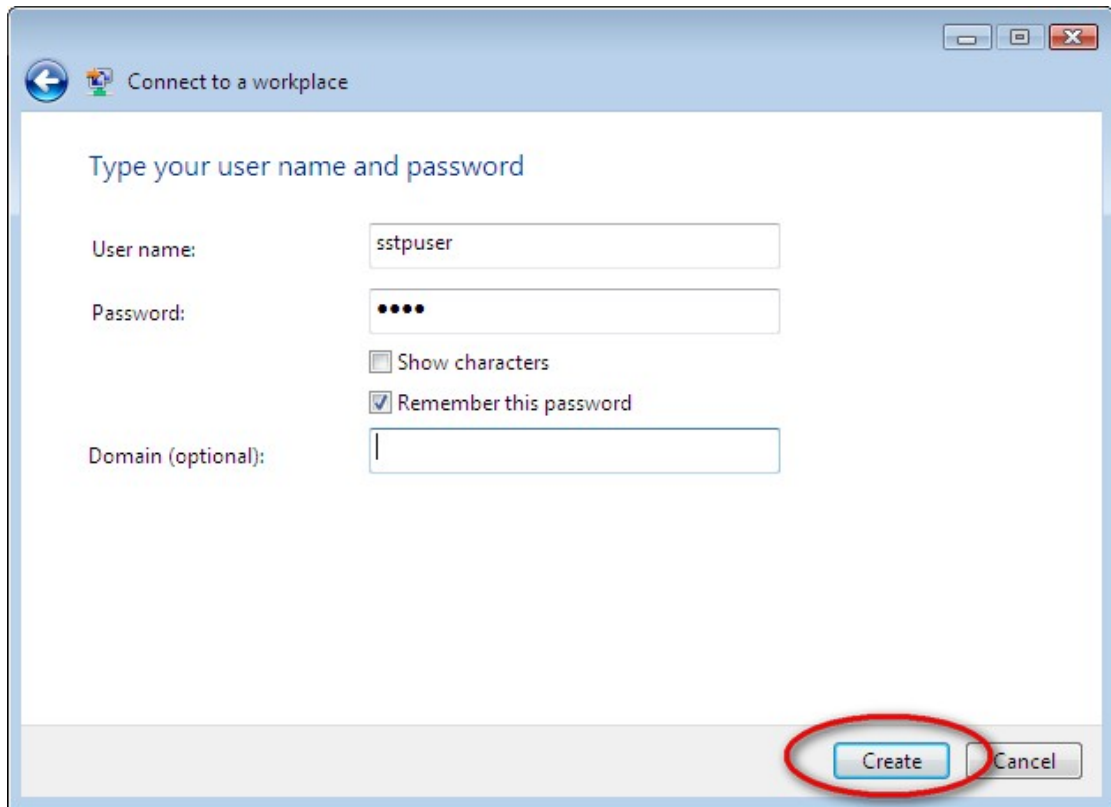 Connect to a workplace
Type your user name and password
User name: sstpuser
Password: ••••
Show characters
Remember this password
Domain (optional):
Create Cancel